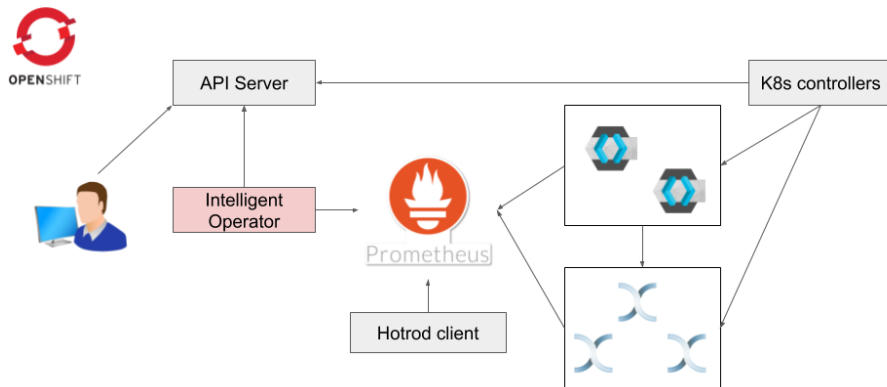 OPENSHIFT
API Server
K8s controllers
Intelligent
Operator
Prometheus
Hotrod client